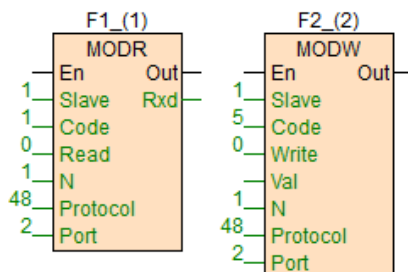 F1_(1)
MODR
En Out
1 Slave Rxd
1 Code
0 Read
1 N
48 Protocol
2 Port
F2_(2)
MODW
En Out
1 Slave
5 Code
0 Write
Val
1 N
48 Protocol
2 Port